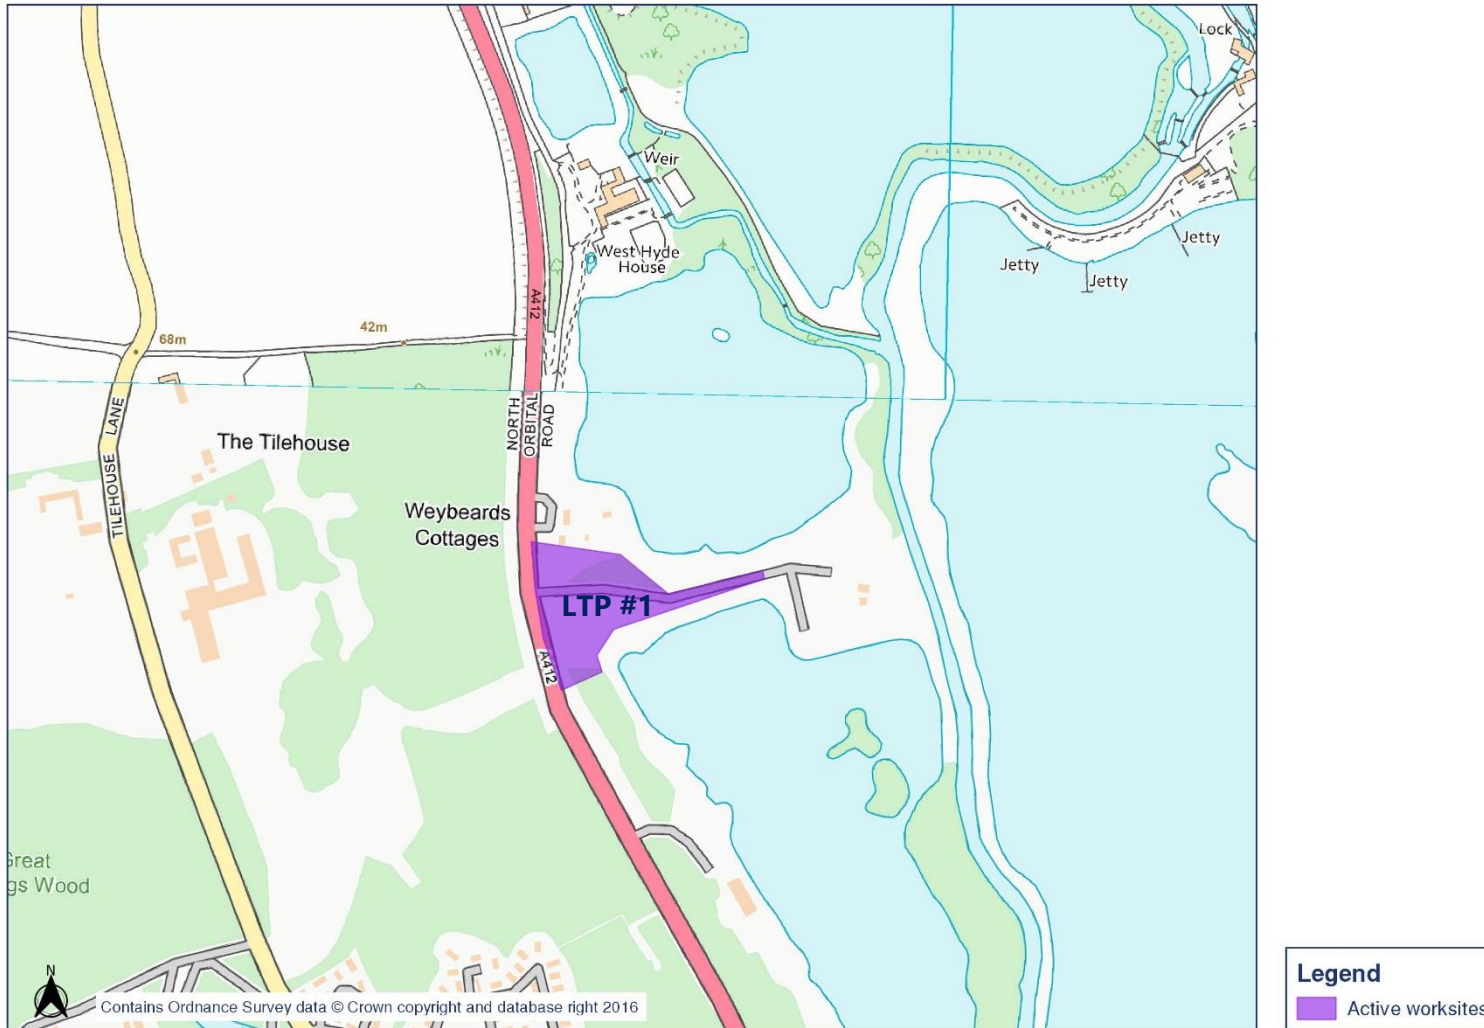 Lock
Weir
West Hyde
House
Jetty
Jetty
Jetty
A412
42m
68m
NORTH
ORBITAL
ROAD
TILEHOUSE LANE
The Tilehouse
Weybeards
Cottages
LTP #1
A412
Great
gs Wood
N
Contains Ordnance Survey data © Crown copyright and database right 2016
Legend
Active worksites